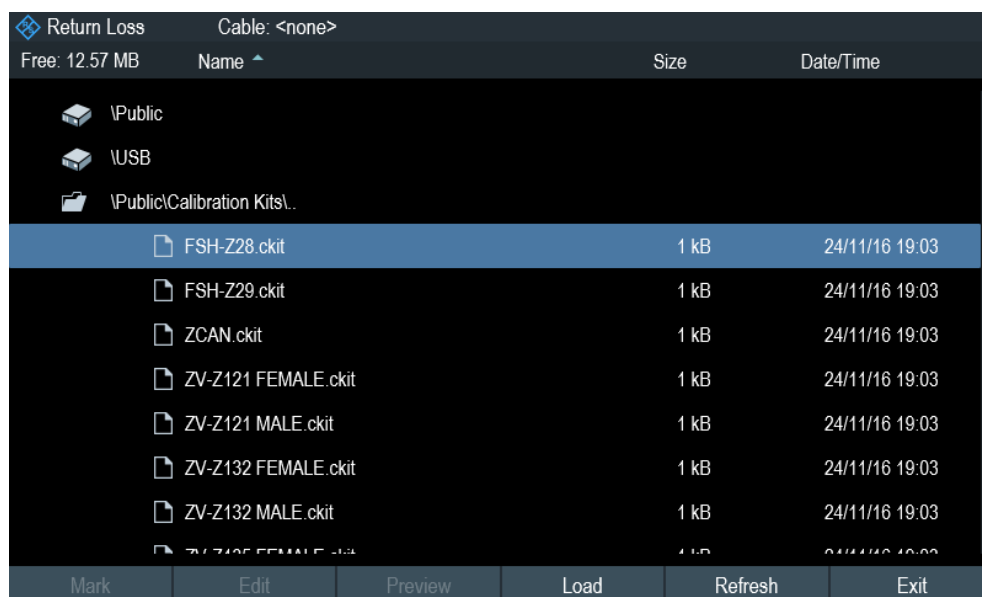 Return Loss Cable: <none>
Free: 12.57 MB Name Size Date/Time
\Public
\USB
\Public\Calibration Kits\..
FSH-Z28.ckit 1 kB 24/11/16 19:03
FSH-Z29.ckit 1 kB 24/11/16 19:03
ZCAN.ckit 1 kB 24/11/16 19:03
ZV-Z121 FEMALE.ckit 1 kB 24/11/16 19:03
ZV-Z121 MALE.ckit 1 kB 24/11/16 19:03
ZV-Z132 FEMALE.ckit 1 kB 24/11/16 19:03
ZV-Z132 MALE.ckit 1 kB 24/11/16 19:03
Mark Edit Preview Load Refresh Exit